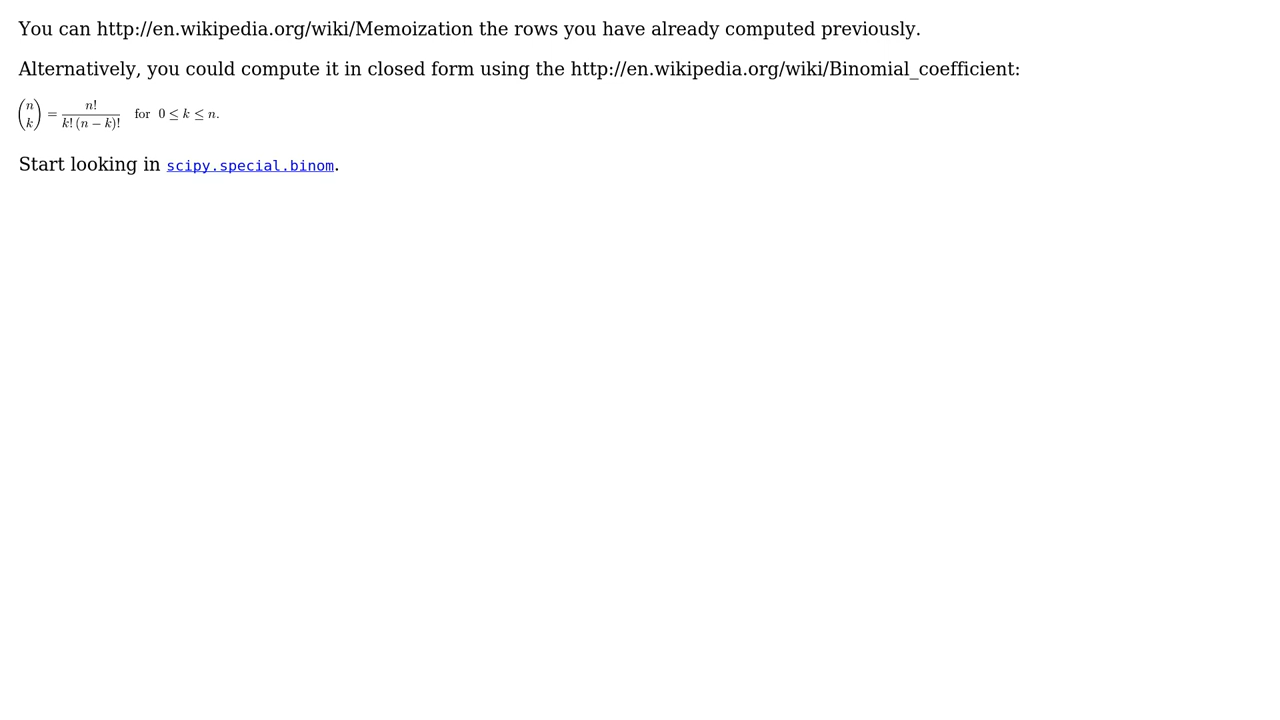 You can http://en.wikipedia.org/wiki/Memoization the rows you have already computed previously.
Alternatively, you could compute it in closed form using the http://en.wikipedia.org/wiki/Binomial_coefficient:
(n k) = n! / k! (n − k)! for 0 ≤ k ≤ n.
Start looking in scipy.special.binom.